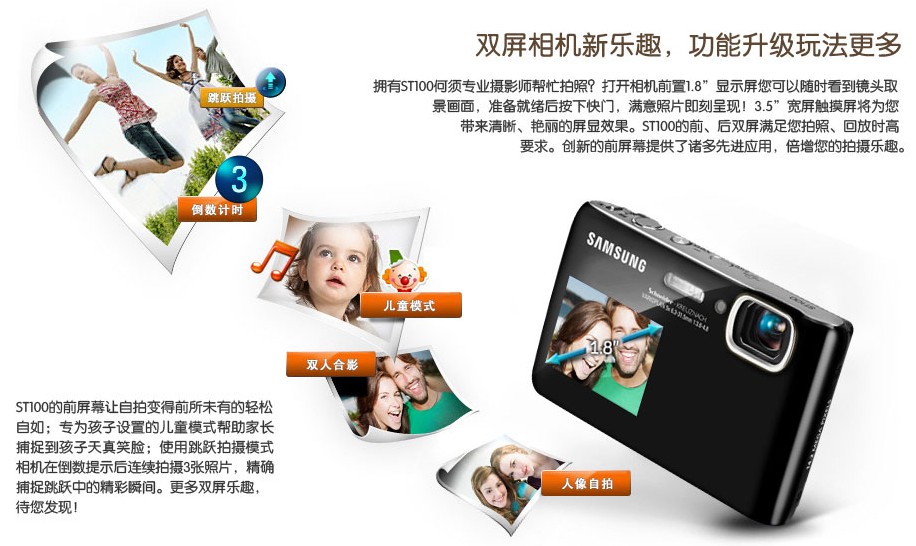 双屏相机新乐趣，功能升级玩法更多
拥有ST100何须专业摄影师帮忙拍照？打开相机前置1.8”显示屏您可以随时看到镜头取
景画面，准备就绪后按下快门，满意照片即刻呈现！3.5”宽屏触摸屏将为您
带来清晰、艳丽的屏显效果。ST100的前、后双屏满足您拍照、回放时高
要求。创新的前屏幕提供了诸多先进应用，倍增您的拍摄乐趣。
跳跃拍摄
3
倒数计时
儿童模式
双人合影
人像自拍
SAMSUNG
Schneider-KREUZNACH
1.8"
ST100的前屏幕让自拍变得前所未有的轻松
自如；专为孩子设置的儿童模式帮助家长
捕捉到孩子天真笑脸；使用跳跃拍摄模式
相机在倒数提示后连续拍摄3张照片，精确
捕捉跳跃中的精彩瞬间。更多双屏乐趣，
待您发现！